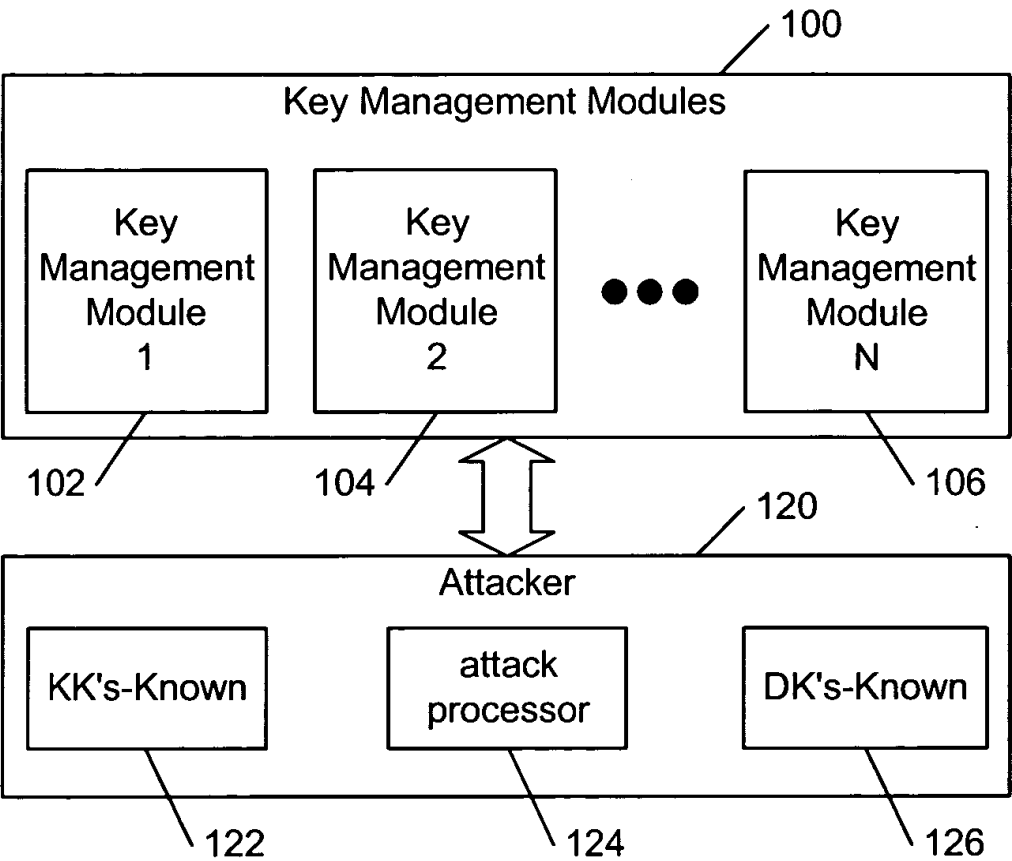 100
Key Management Modules
Key
Management
Module
1
Key
Management
Module
2
Key
Management
Module
N
102
104
106
120
Attacker
KK's-Known
attack
processor
DK's-Known
122
124
126